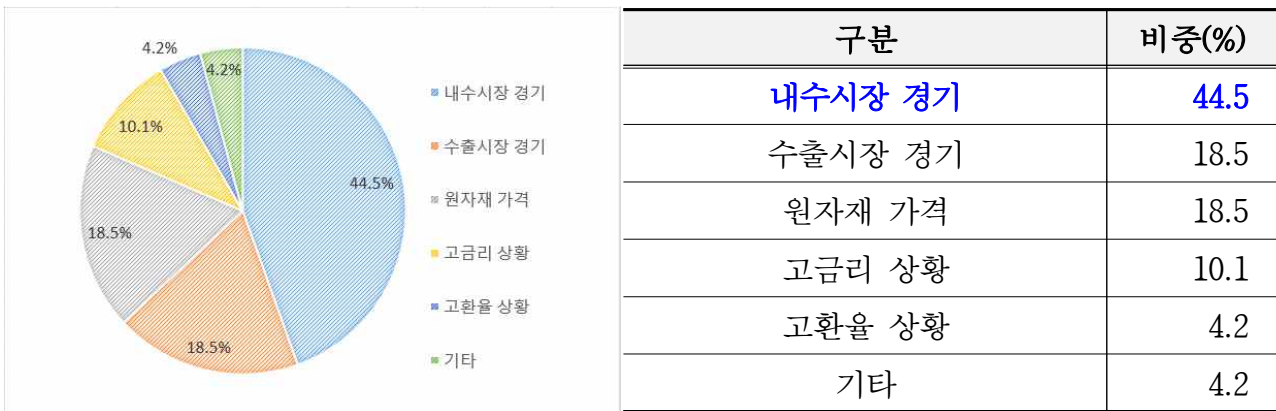 4.2%
4.2%
10.1%
18.5%
18.5%
44.5%
내수시장 경기
수출시장 경기
원자재 가격
고금리 상황
고환율 상황
기타
구분 비중(%)
내수시장 경기 44.5
수출시장 경기 18.5
원자재 가격 18.5
고금리 상황 10.1
고환율 상황 4.2
기타 4.2